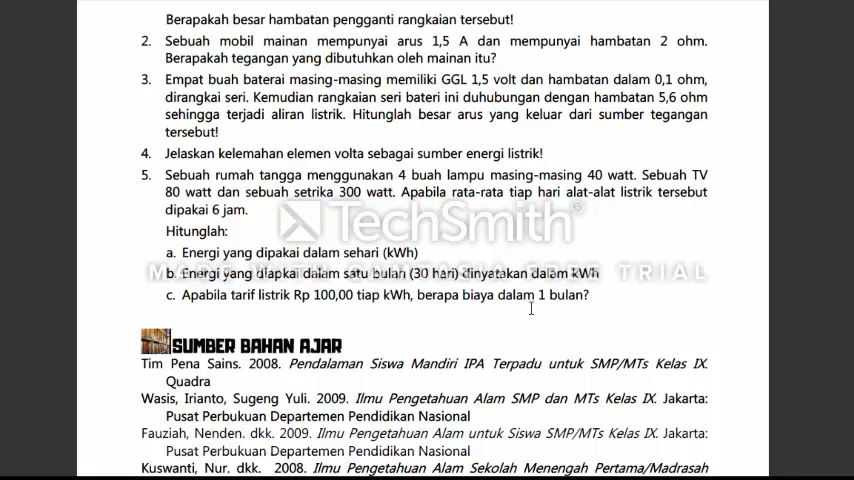 Berapakah besar hambatan pengganti rangkaian tersebut!
2. Sebuah mobil mainan mempunyai arus 1,5 A dan mempunyai hambatan 2 ohm.
Berapakah tegangan yang dibutuhkan oleh mainan itu?
3. Empat buah baterai masing-masing memiliki GGL 1,5 volt dan hambatan dalam 0,1 ohm,
dirangkai seri. Kemudian rangkaian seri bateri ini duhubungan dengan hambatan 5,6 ohm
sehingga terjadi aliran listrik. Hitunglah besar arus yang keluar dari sumber tegangan
tersebut!
4. Jelaskan kelemahan elemen volta sebagai sumber energi listrik!
5. Sebuah rumah tangga menggunakan 4 buah lampu masing-masing 40 watt. Sebuah TV
80 watt dan sebuah setrika 300 watt. Apabila rata-rata tiap hari alat-alat listrik tersebut
dipakai 6 jam.
TechSmith®
Hitunglah:
a. Energi yang dipakai dalam sehari (kWh)
MADE WITH CAMTASIA FREE TRIAL
b. Energi yang diapkai dalam satu bulan (30 hari) dinyatakan dalam kWh
c. Apabila tarif listrik Rp 100,00 tiap kWh, berapa biaya dalam 1 bulan?
SUMBER BAHAN AJAR
Tim Pena Sains. 2008. Pendalaman Siswa Mandiri IPA Terpadu untuk SMP/MTs Kelas IX.
Quadra
Wasis, Irianto, Sugeng Yuli. 2009. Ilmu Pengetahuan Alam SMP dan MTs Kelas IX. Jakarta:
Pusat Perbukuan Departemen Pendidikan Nasional
Fauziah, Nenden. dkk. 2009. Ilmu Pengetahuan Alam untuk Siswa SMP/MTs Kelas IX. Jakarta:
Pusat Perbukuan Departemen Pendidikan Nasional
Kuswanti, Nur. dkk. 2008. Ilmu Pengetahuan Alam Sekolah Menengah Pertama/Madrasah